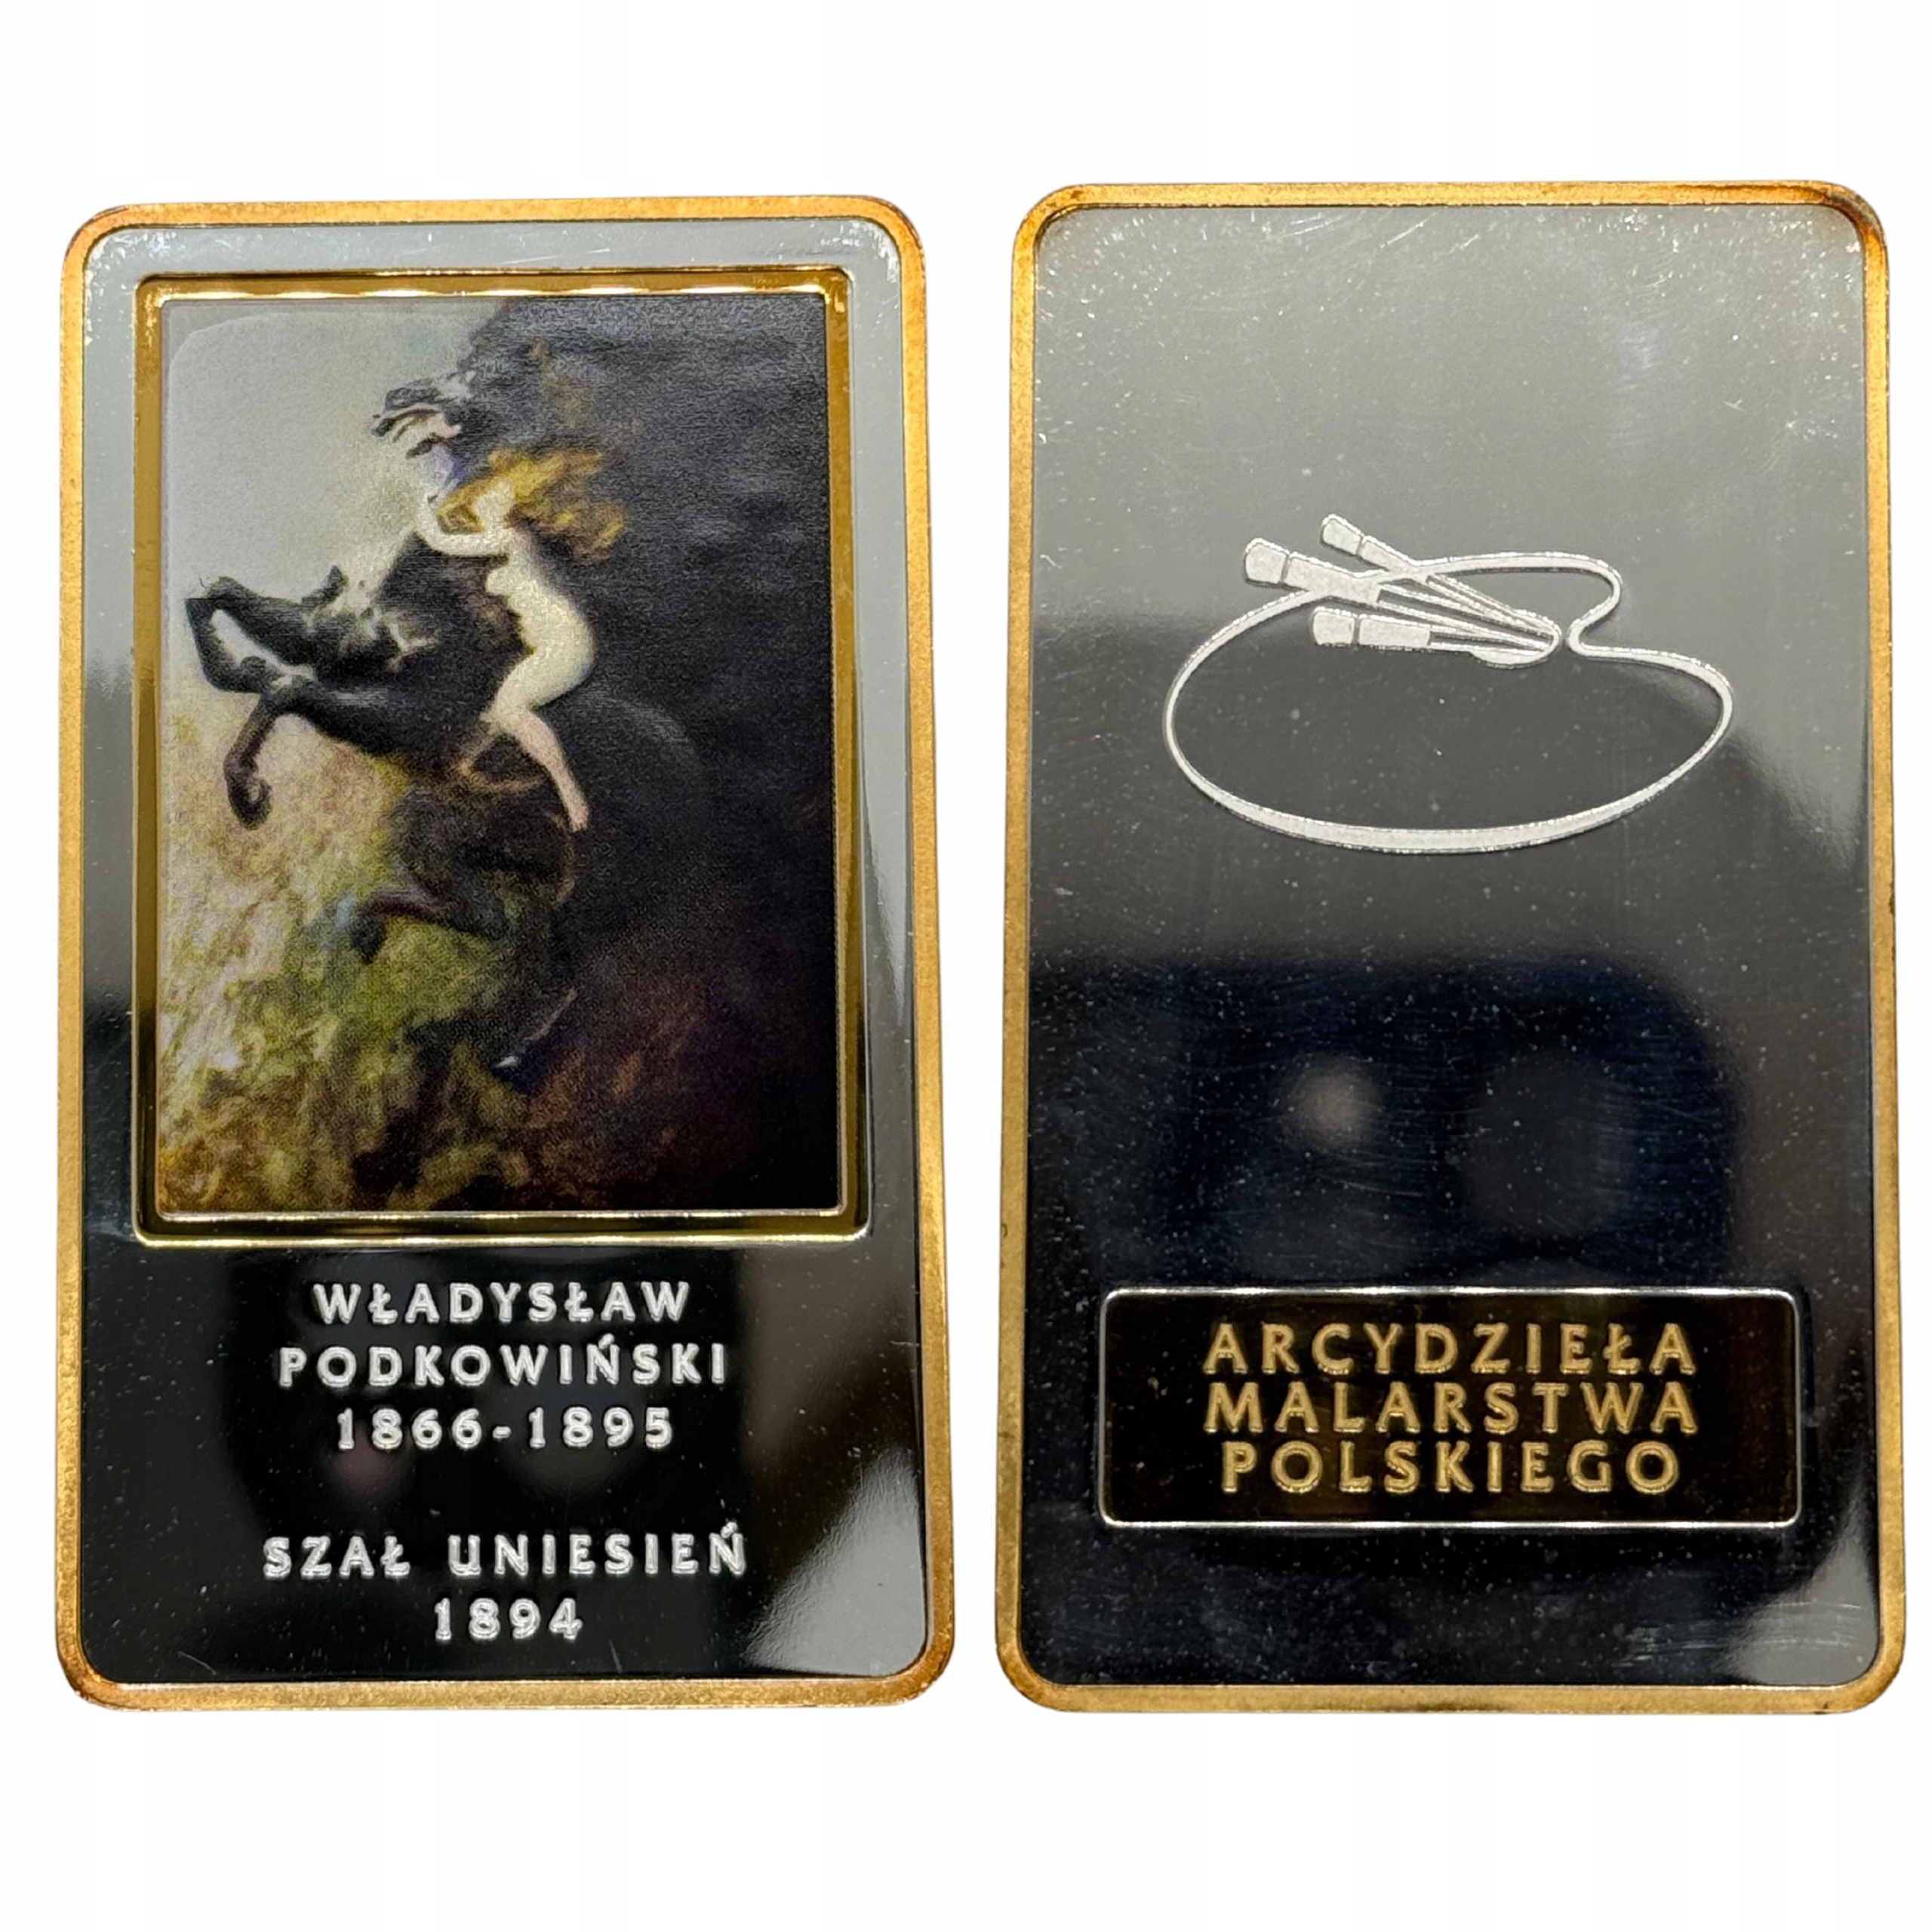 WŁADYSŁAW
PODKOWIŃSKI
1866-1895
SZAŁ UNIESIEŃ
1894
ARCYDZIEŁA
MALARSTWA
POLSKIEGO